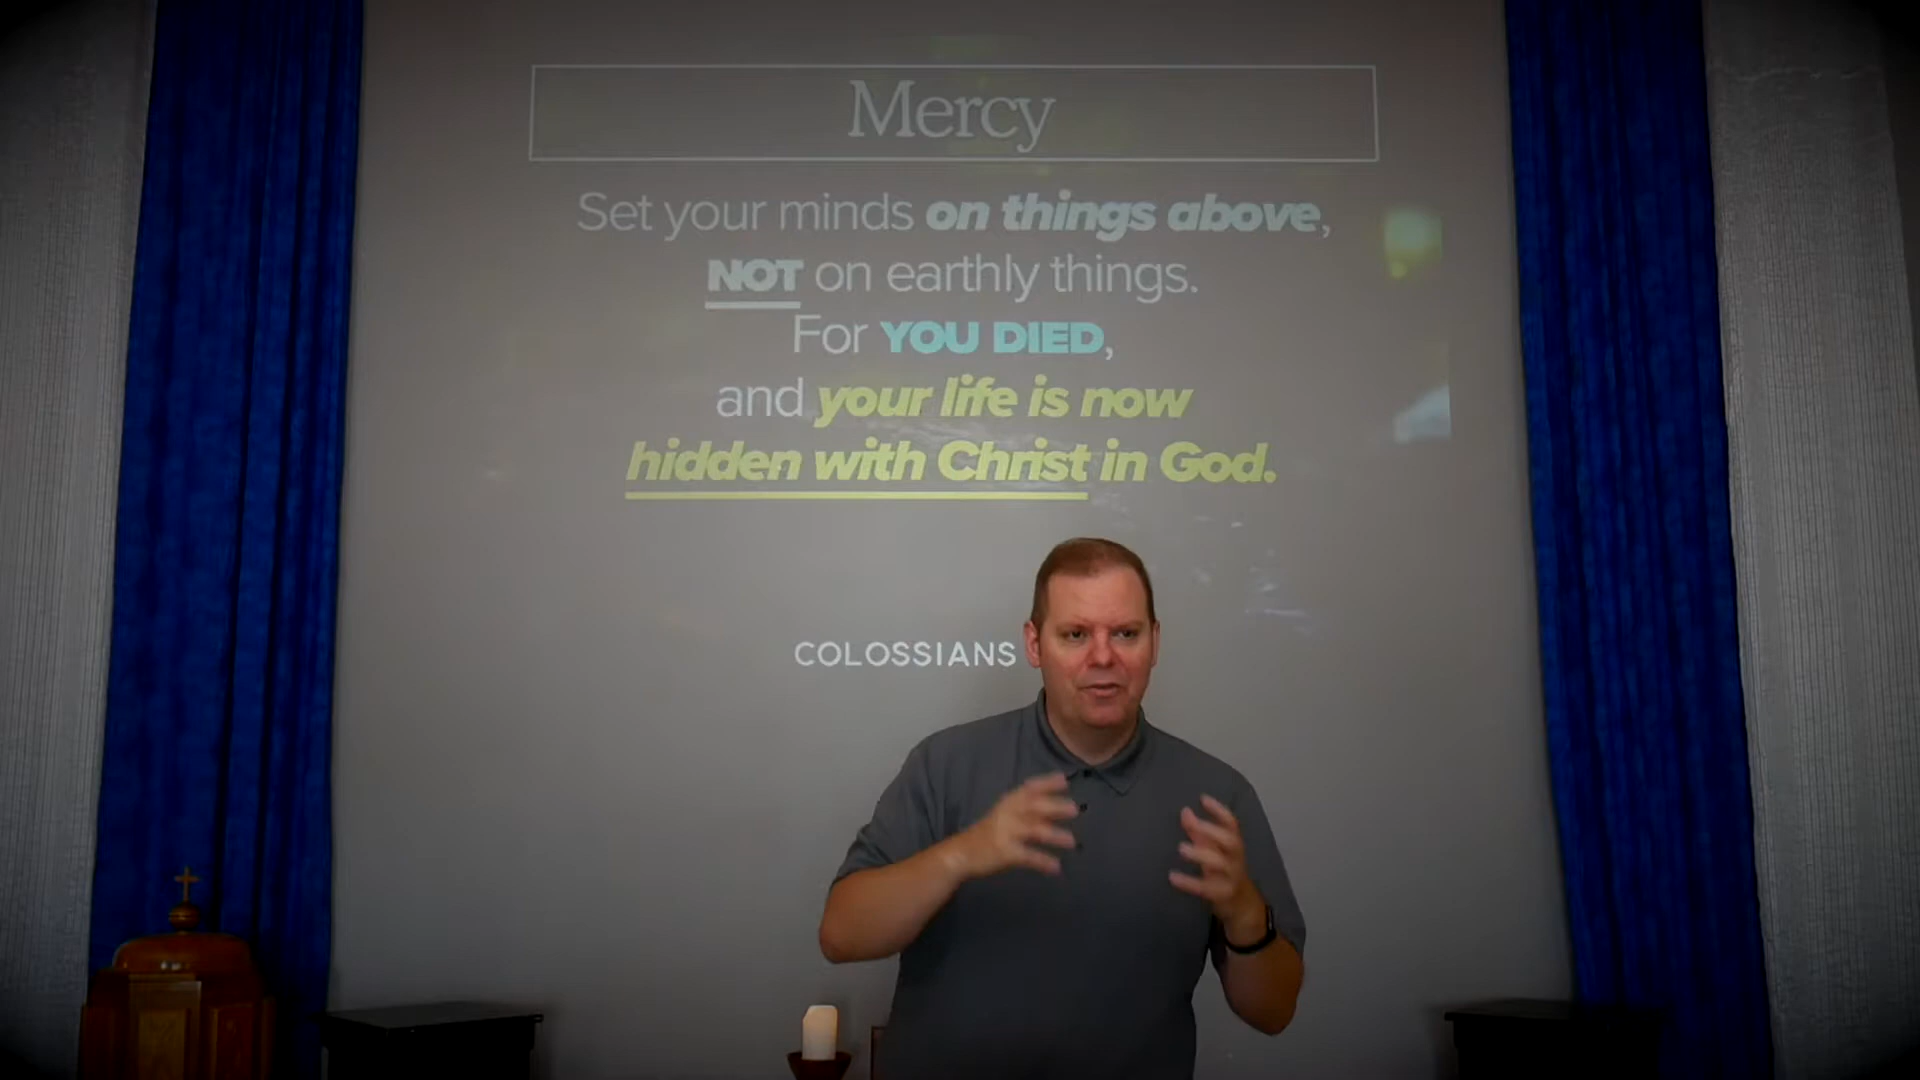 Mercy
Set your minds on things above,
NOT on earthly things.
For YOU DIED,
and your life is now
hidden with Christ in God.
COLOSSIANS